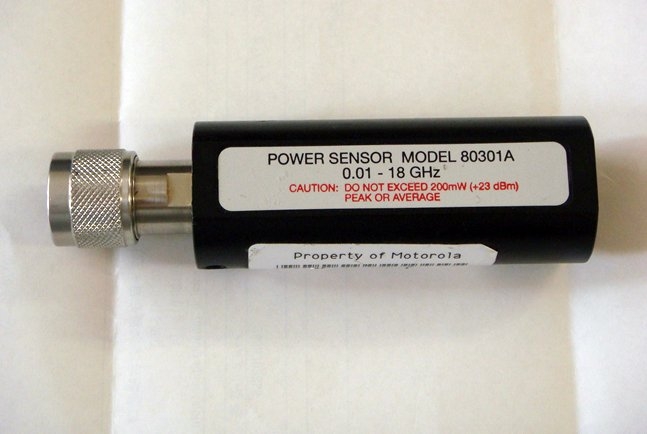 POWER SENSOR MODEL 80301A
0.01 - 18 GHz
CAUTION: DO NOT EXCEED 200mW (+23 dBm)
PEAK OR AVERAGE
Property of Motorola